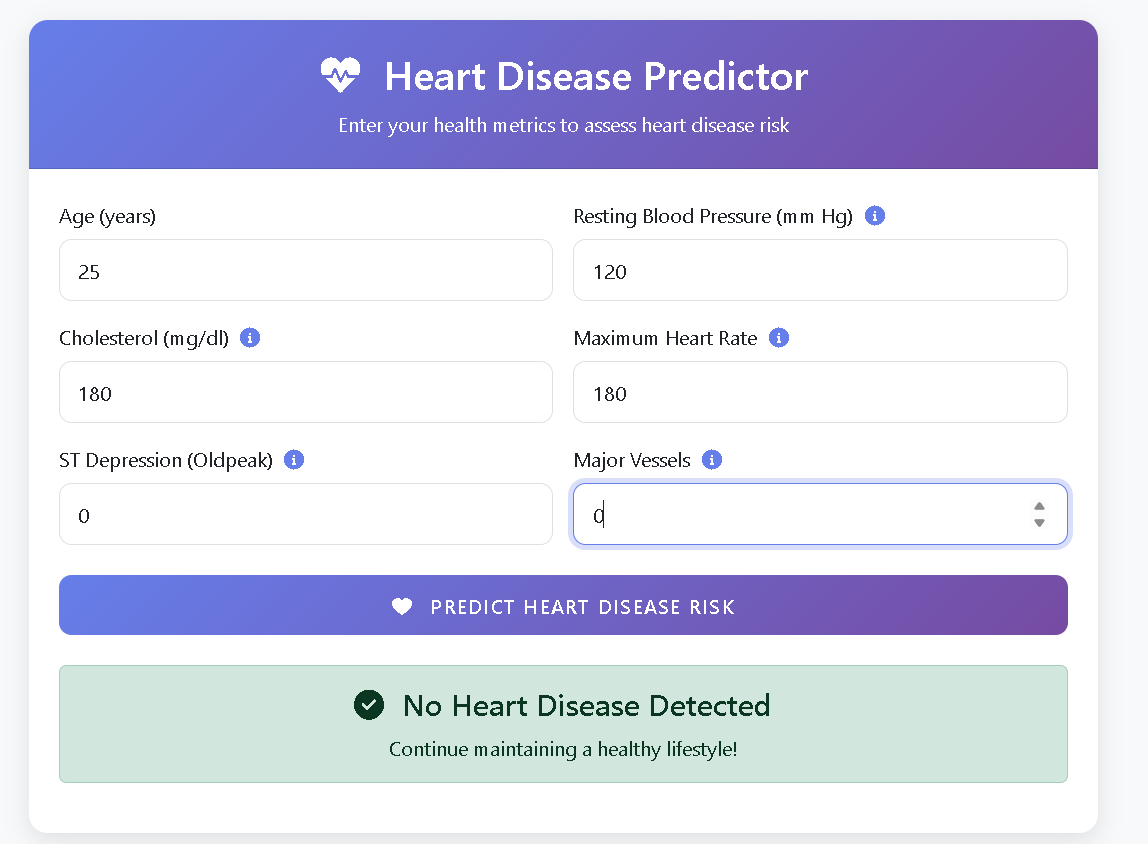 Heart Disease Predictor
Enter your health metrics to assess heart disease risk
Age (years)
Resting Blood Pressure (mm Hg)
25
120
Cholesterol (mg/dl)
Maximum Heart Rate
180
180
ST Depression (Oldpeak)
Major Vessels
0
0
PREDICT HEART DISEASE RISK
No Heart Disease Detected
Continue maintaining a healthy lifestyle!